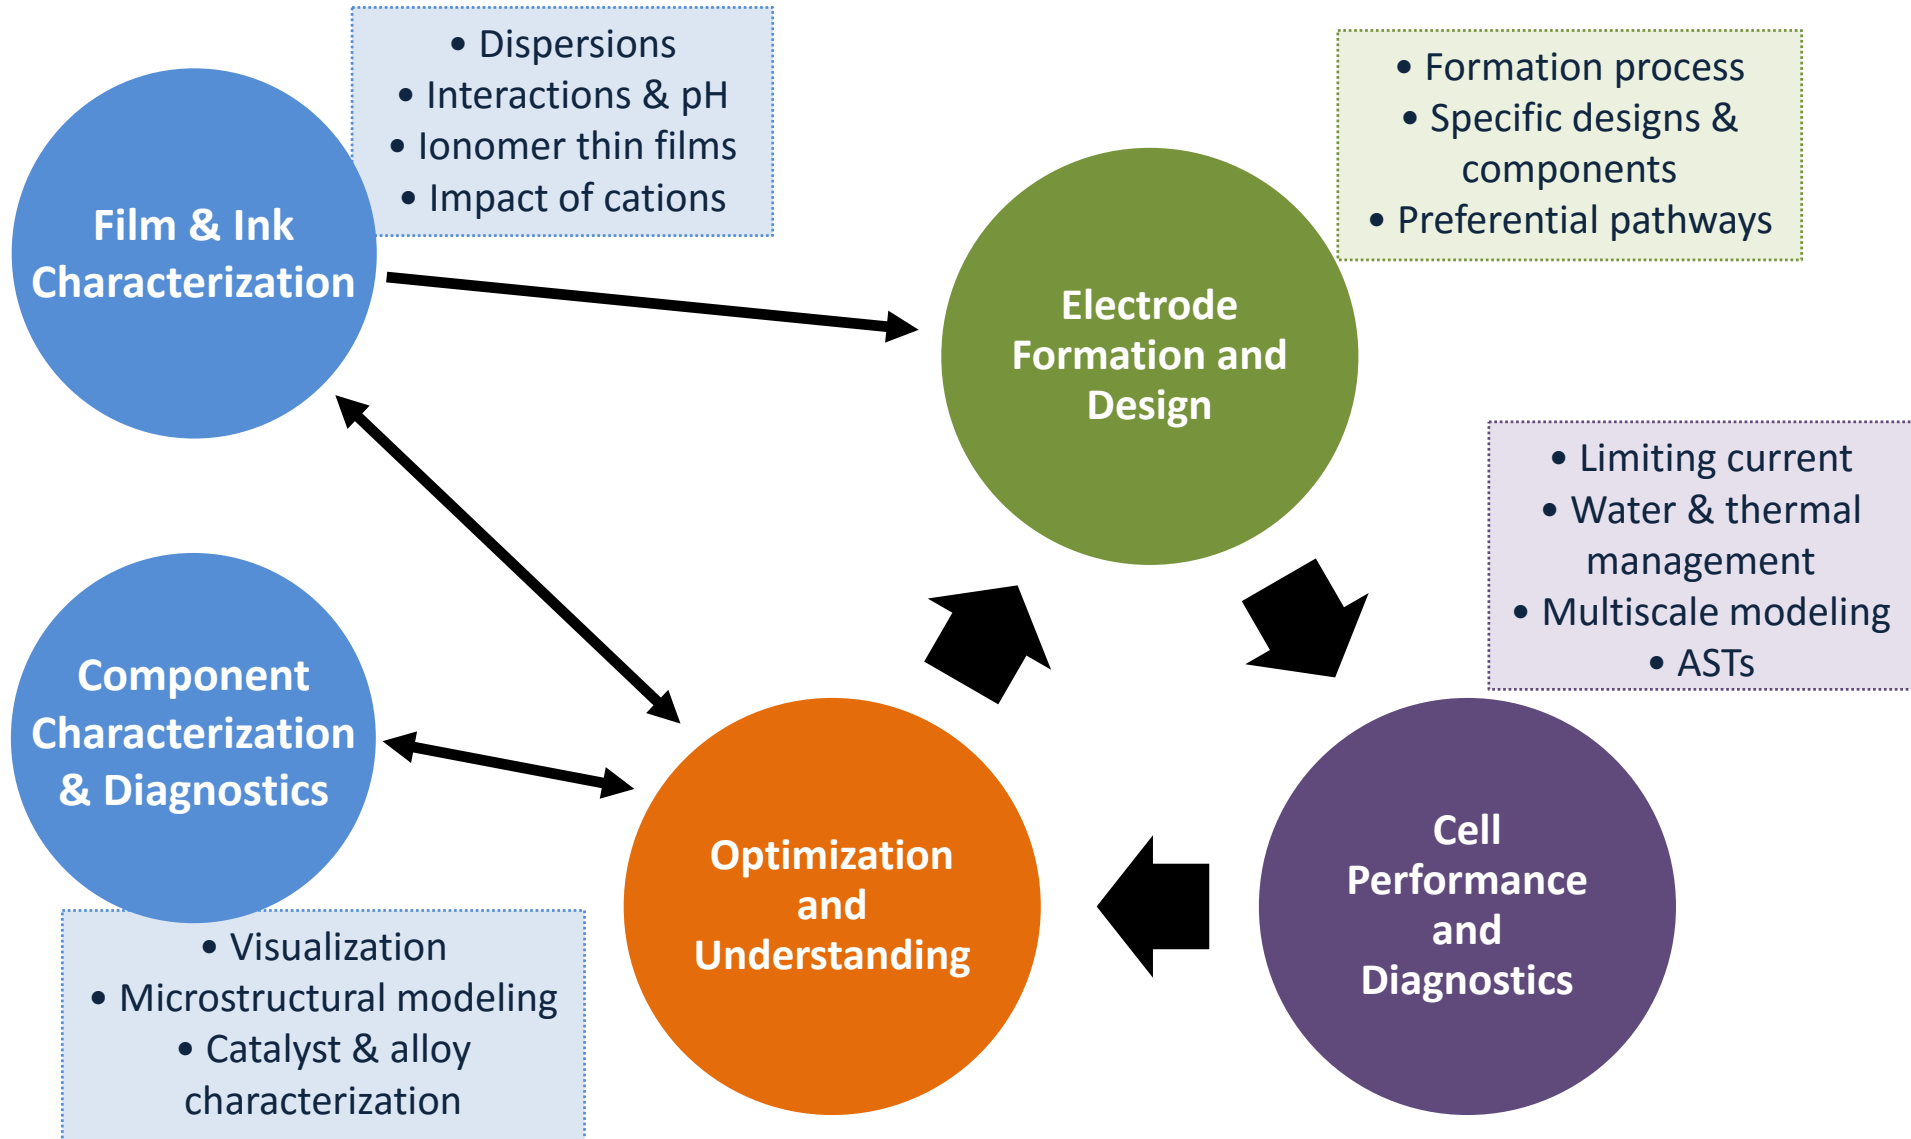 • Dispersions
• Interactions & pH
• Ionomer thin films
• Impact of cations
Film & Ink
Characterization
• Formation process
• Specific designs &
components
• Preferential pathways
Electrode
Formation and
Design
• Limiting current
• Water & thermal
management
• Multiscale modeling
• ASTs
Component
Characterization
& Diagnostics
• Visualization
• Microstructural modeling
• Catalyst & alloy
characterization
Optimization
and
Understanding
Cell
Performance
and
Diagnostics